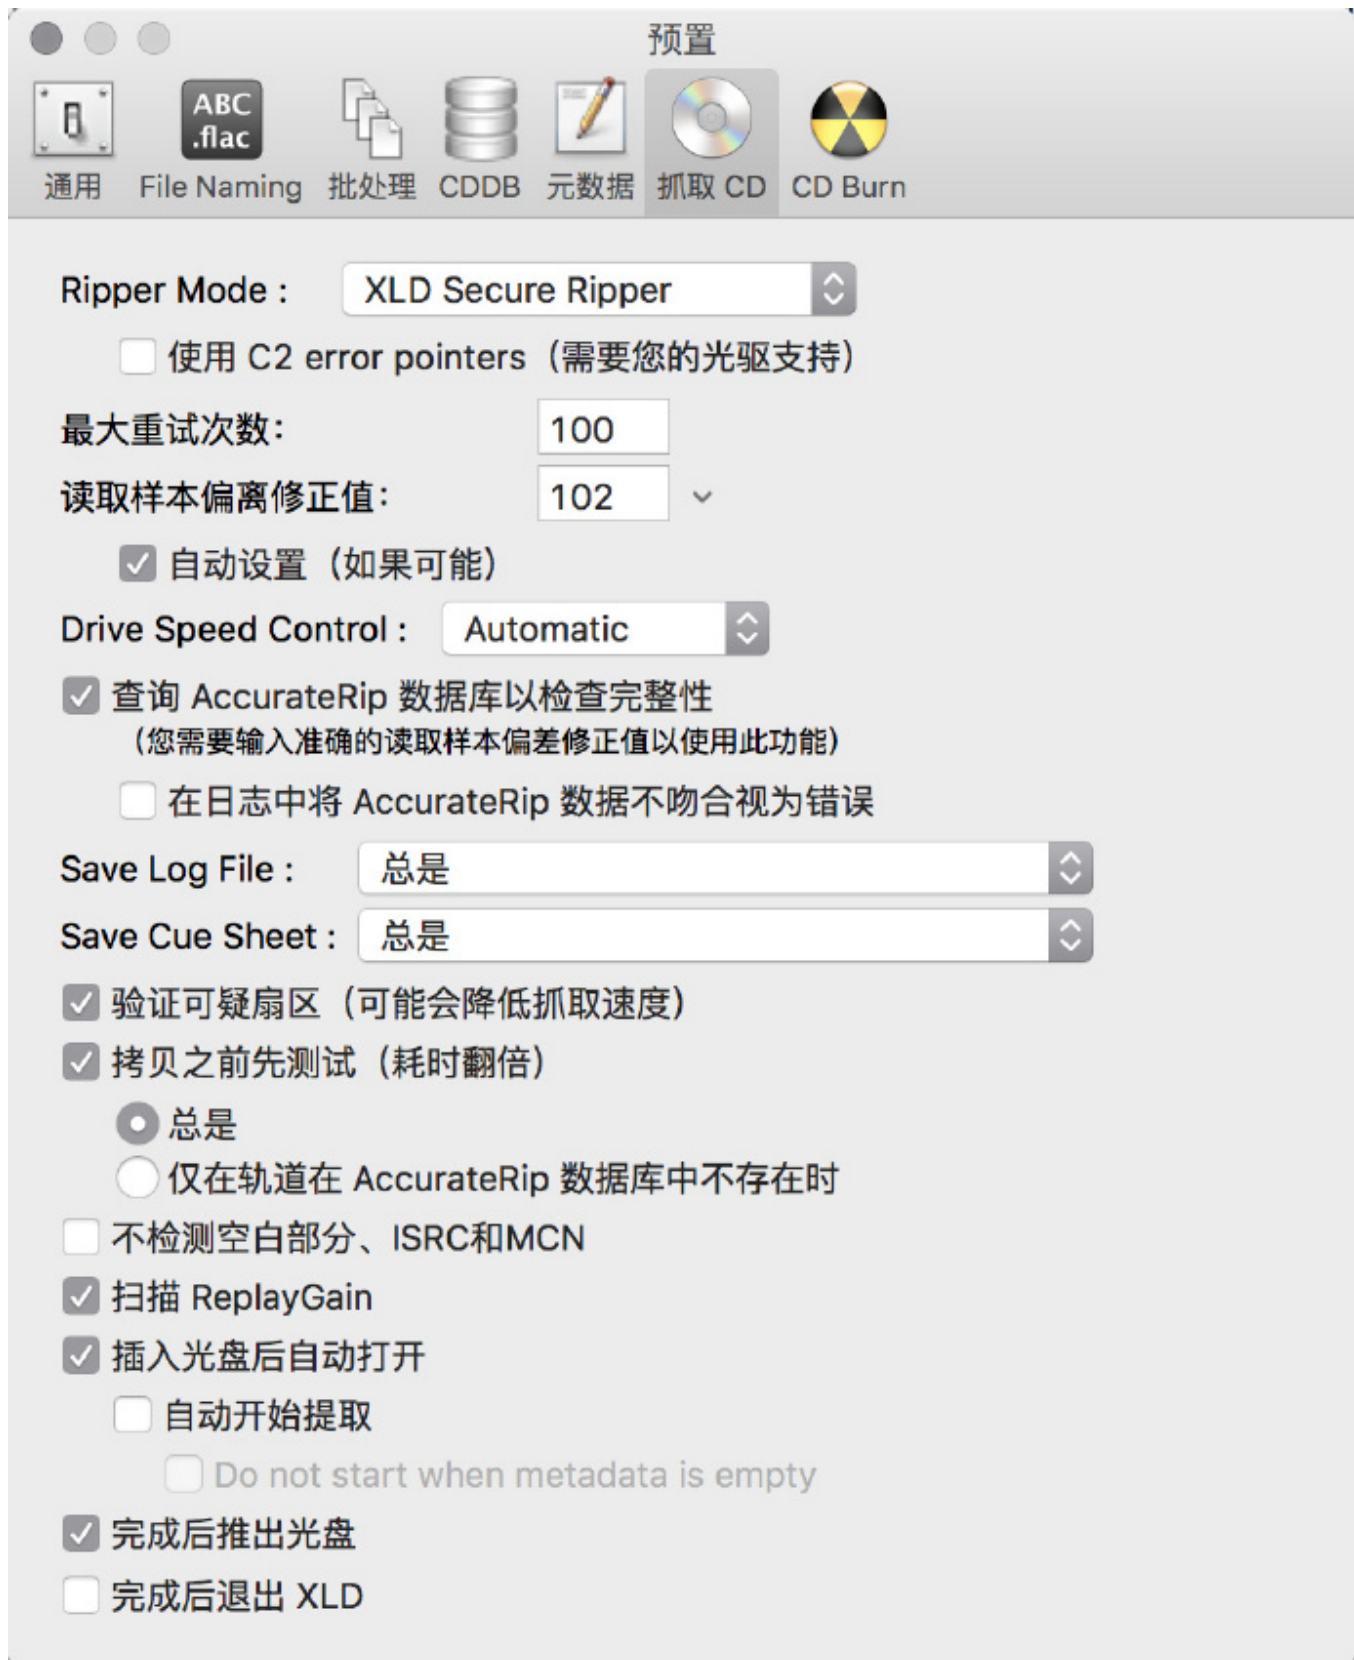 预置
ABC
.flac
通用 File Naming 批处理 CDDB 元数据 抓取 CD CD Burn
Ripper Mode : XLD Secure Ripper
使用 C2 error pointers（需要您的光驱支持）
最大重试次数： 100
读取样本偏离修正值： 102
自动设置（如果可能）
Drive Speed Control : Automatic
查询 AccurateRip 数据库以检查完整性
（您需要输入准确的读取样本偏差修正值以使用此功能）
在日志中将 AccurateRip 数据不吻合视为错误
Save Log File : 总是
Save Cue Sheet : 总是
验证可疑扇区（可能会降低抓取速度）
拷贝之前先测试（耗时翻倍）
总是
仅在轨道在 AccurateRip 数据库中不存在时
不检测空白部分、ISRC和MCN
扫描 ReplayGain
插入光盘后自动打开
自动开始提取
Do not start when metadata is empty
完成后推出光盘
完成后退出 XLD